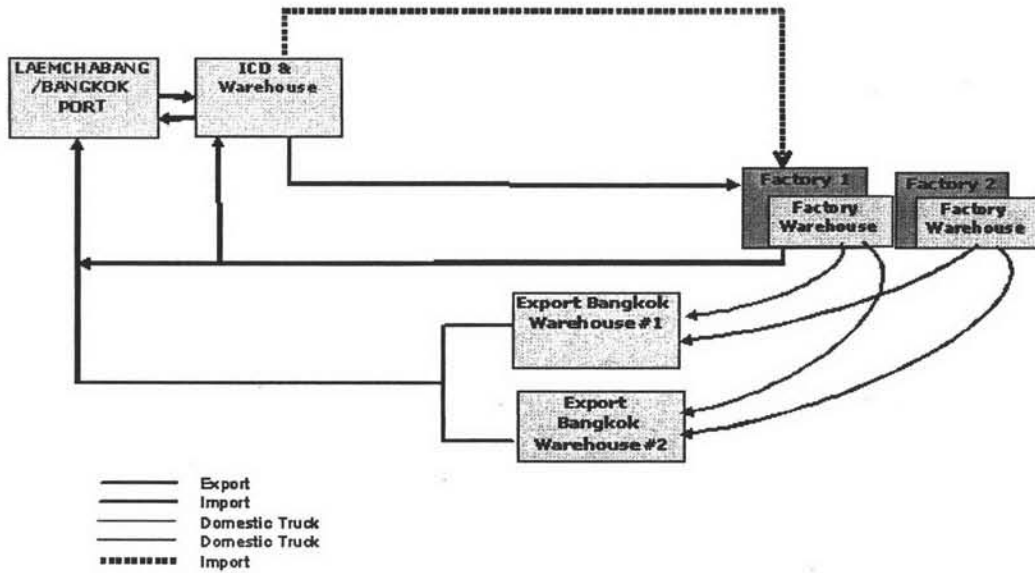 LAEMCHABANG
/BANGKOK
PORT
ICD &
Warehouse
Factory 1
Factory
Warehouse
Factory 2
Factory
Warehouse
Export Bangkok
Warehouse #1
Export
Bangkok
Warehouse #2
Export
Import
Domestic Truck
Domestic Truck
Import